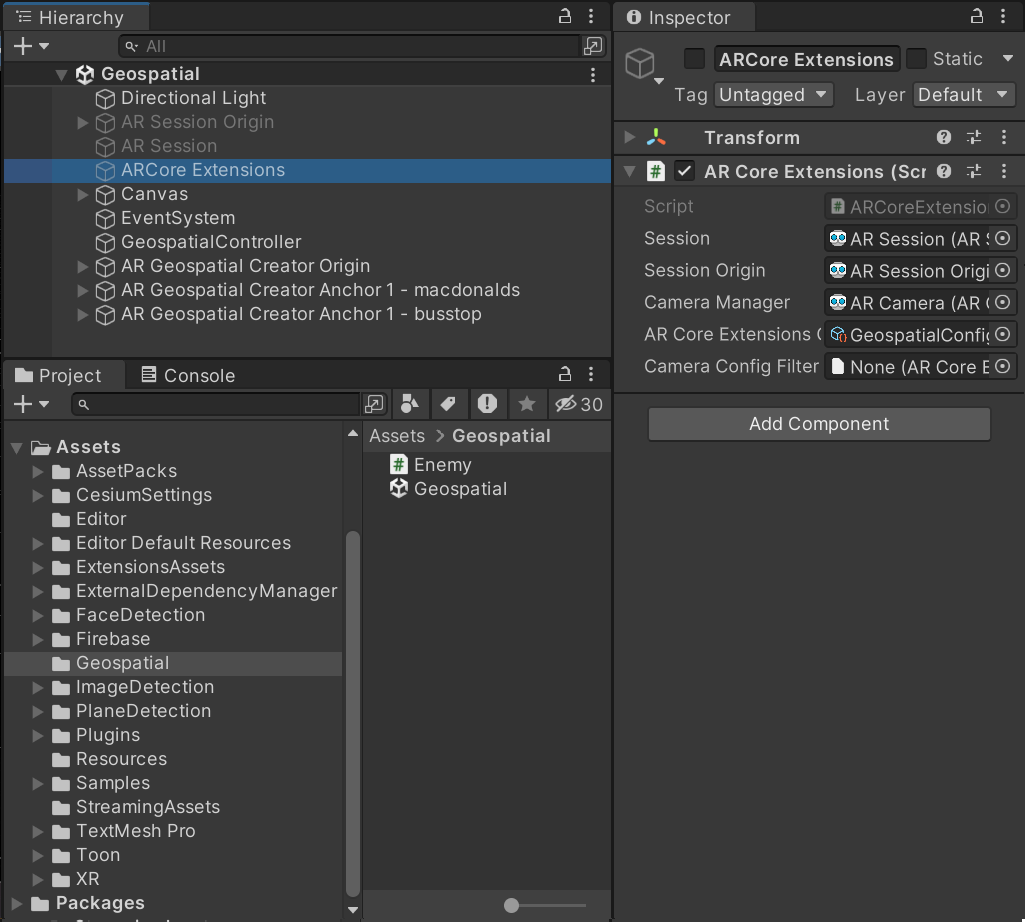 Hierarchy
All
Geospatial
Directional Light
AR Session Origin
AR Session
ARCore Extensions
Canvas
EventSystem
GeospatialController
AR Geospatial Creator Origin
AR Geospatial Creator Anchor 1 - macdonalds
AR Geospatial Creator Anchor 1 - busstop
Project
Console
30
Assets
AssetPacks
CesiumSettings
Editor
Editor Default Resources
ExtensionsAssets
ExternalDependencyManager
FaceDetection
Firebase
Geospatial
ImageDetection
PlaneDetection
Plugins
Resources
Samples
StreamingAssets
TextMesh Pro
Toon
XR
Packages
Assets > Geospatial
Enemy
Geospatial
Inspector
ARCore Extensions Static
Tag Untagged Layer Default
Transform
# AR Core Extensions (Scr
Script # ARCoreExtensio
Session AR Session (AR S
Session Origin AR Session Origi
Camera Manager AR Camera (AR C
AR Core Extensions C GeospatialConfig
Camera Config Filter None (AR Core E
Add Component